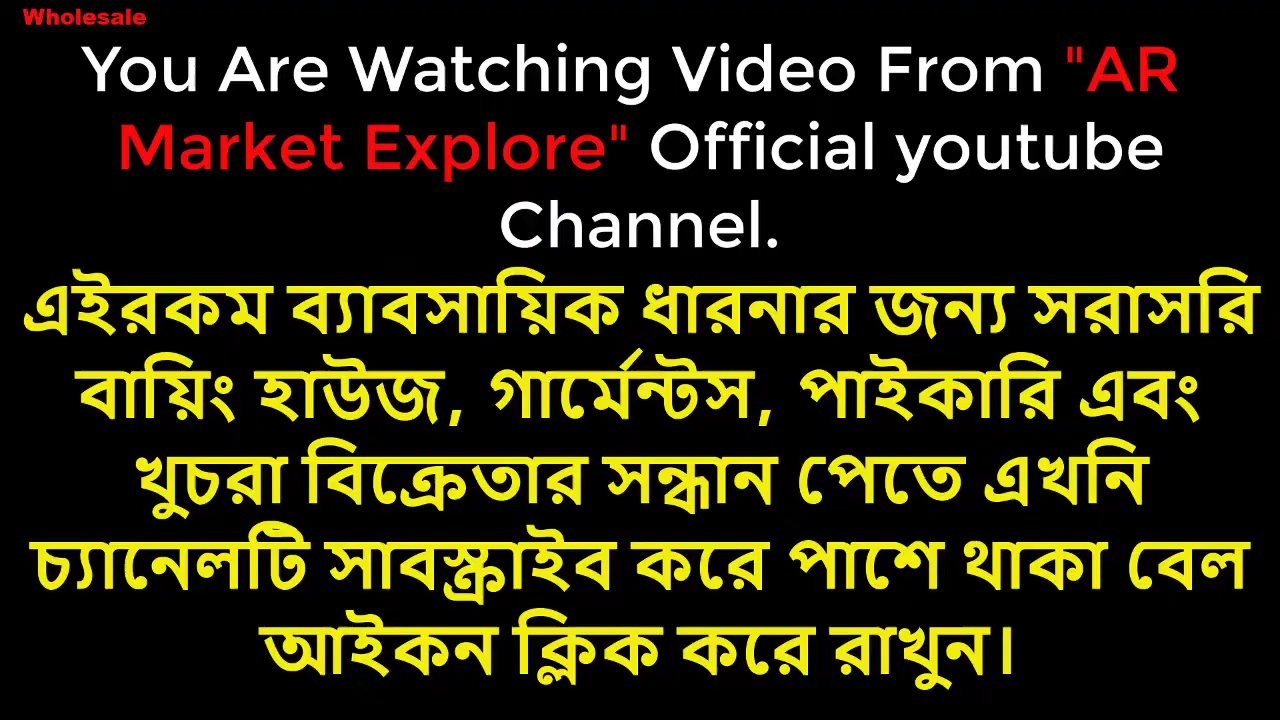 Wholesale
You Are Watching Video From "AR
Market Explore" Official youtube
Channel.
এইরকম ব্যাবসায়িক ধারনার জন্য সরাসরি
বায়িং হাউজ, গার্মেন্টস, পাইকারি এবং
খুচরা বিক্রেতার সন্ধান পেতে এখনি
চ্যানেলটি সাবস্ক্রাইব করে পাশে থাকা বেল
আইকন ক্লিক করে রাখুন।